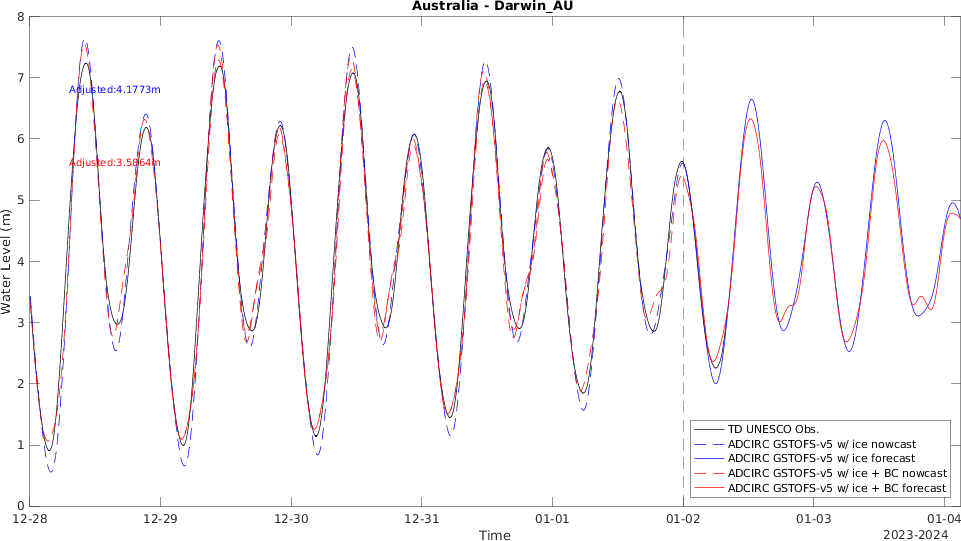 Australia - Darwin_AU
8
7
6
5
4
3
2
1
0
Water Level (m)
Adjusted:4.1773m
Adjusted:3.5864m
TD UNESCO Obs.
ADCIRC GSTOFS-v5 w/ ice nowcast
ADCIRC GSTOFS-v5 w/ ice forecast
ADCIRC GSTOFS-v5 w/ ice + BC nowcast
ADCIRC GSTOFS-v5 w/ ice + BC forecast
12-28 12-29 12-30 12-31 01-01 01-02 01-03 01-04
Time
2023-2024